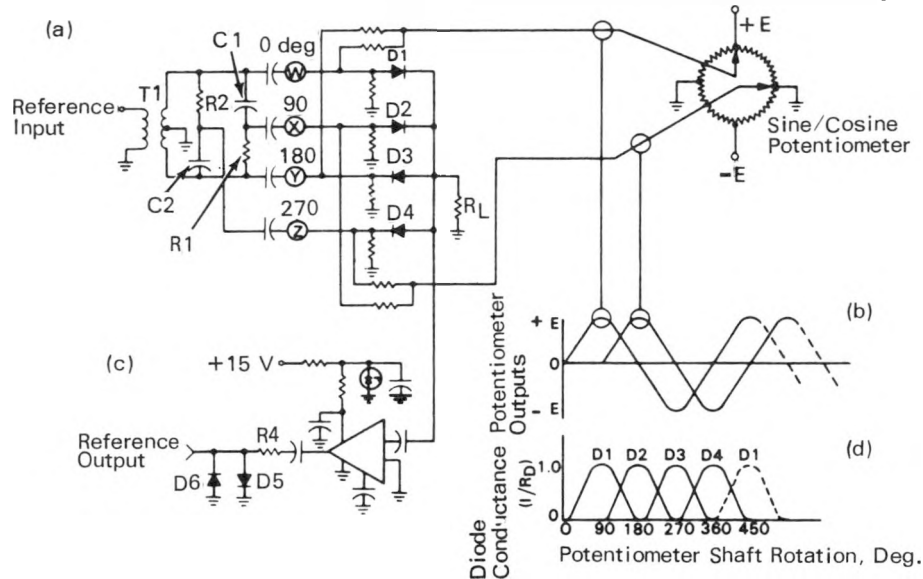 (a)
C1
0 deg
W
D1
+E
T1
R2
Reference
Input
90
X
D2
Sine/Cosine
Potentiometer
180
Y
D3
-E
C2
R1
RL
270
Z
D4
(b)
Potentiometer
Outputs
+ E
0
- E
(c)
+15 V
Reference
Output
R4
D6
D5
(d)
Diode
Conductance
(I/RD)
D1 D2 D3 D4 D1
1.0
0
0 90 180 270 360 450
Potentiometer Shaft Rotation, Deg.